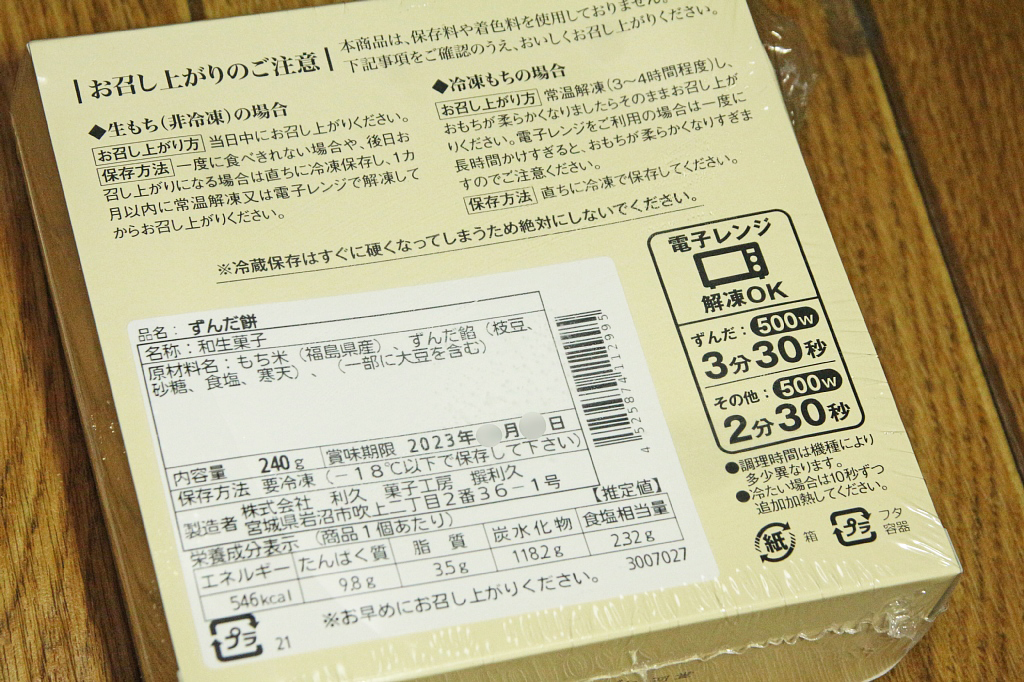 お召し上がりのご注意
本商品は、保存料や着色料を使用しておりません。
下記事項をご確認のうえ、おいしくお召し上がりください。
◆生もち(非冷凍)の場合
お召し上がり方 当日中にお召し上がりください。
保存方法 一度に食べきれない場合や、後日お
召し上がりになる場合は直ちに冷凍保存し、1カ
月以内に常温解凍又は電子レンジで解凍して
からお召し上がりください。
◆冷凍もちの場合
お召し上がり方 常温解凍(3〜4時間程度)し、
おもちが柔らかくなりましたらそのままお召し上が
りください。電子レンジをご利用の場合は一度に
長時間かけすぎると、おもちが柔らかくなりすぎま
すのでご注意ください。
保存方法 直ちに冷凍で保存してください。
※冷蔵保存はすぐに硬くなってしまうため絶対にしないでください。
電子レンジ
解凍OK
ずんだ: 500w
3分30秒
その他: 500w
2分30秒
●調理時間は機種により
多少異なります。
●冷たい場合は10秒ずつ
追加加熱してください。
紙 箱
プラ フタ
容器
品名: ずんだ餅
名称:和生菓子
原材料名:もち米(福島県産)、ずんだ餡(枝豆、
砂糖、食塩、寒天)、(一部に大豆を含む)
内容量 240g 賞味期限 2023年 月 日
保存方法 要冷凍(-18℃以下で保存して下さい)
製造者 株式会社 利久 菓子工房 撰利久
宮城県岩沼市吹上二丁目2番36-1号
栄養成分表示 (商品1個あたり) 【推定値】
エネルギー たんぱく質 脂質 炭水化物 食塩相当量
546kcal 9.8g 3.5g 118.2g 2.32g
※お早めにお召し上がりください。 3007027
プラ 21
4525874112995